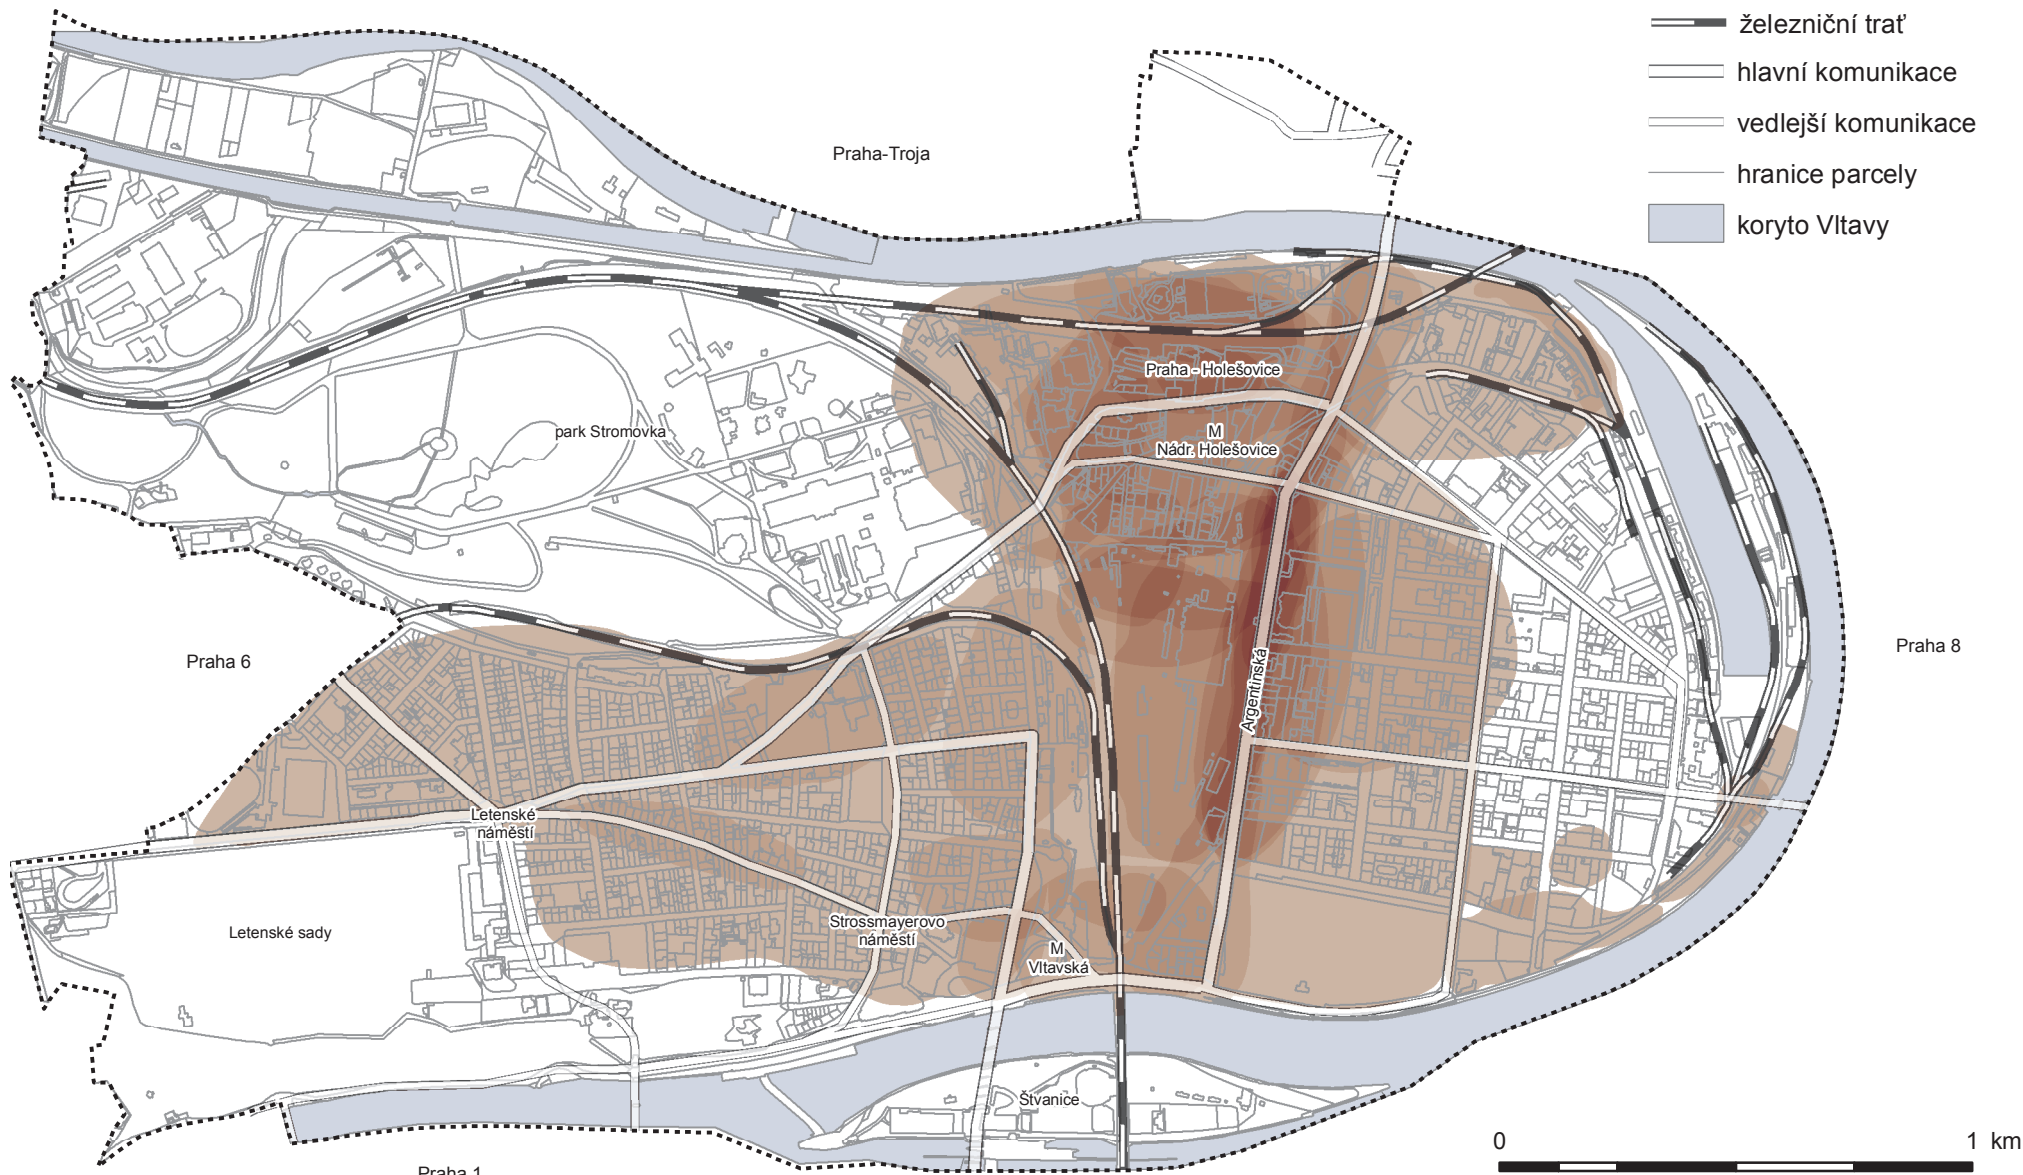 železniční trať
hlavní komunikace
vedlejší komunikace
hranice parcely
koryto Vltavy
Praha-Troja
Praha - Holešovice
park Stromovka
M
Nádr. Holešovice
Praha 6
Praha 8
Argentinská
Letenské
náměstí
Strossmayerovo
náměstí
Letenské sady
M
Vltavská
Štvanice
0 1 km
Praha 1